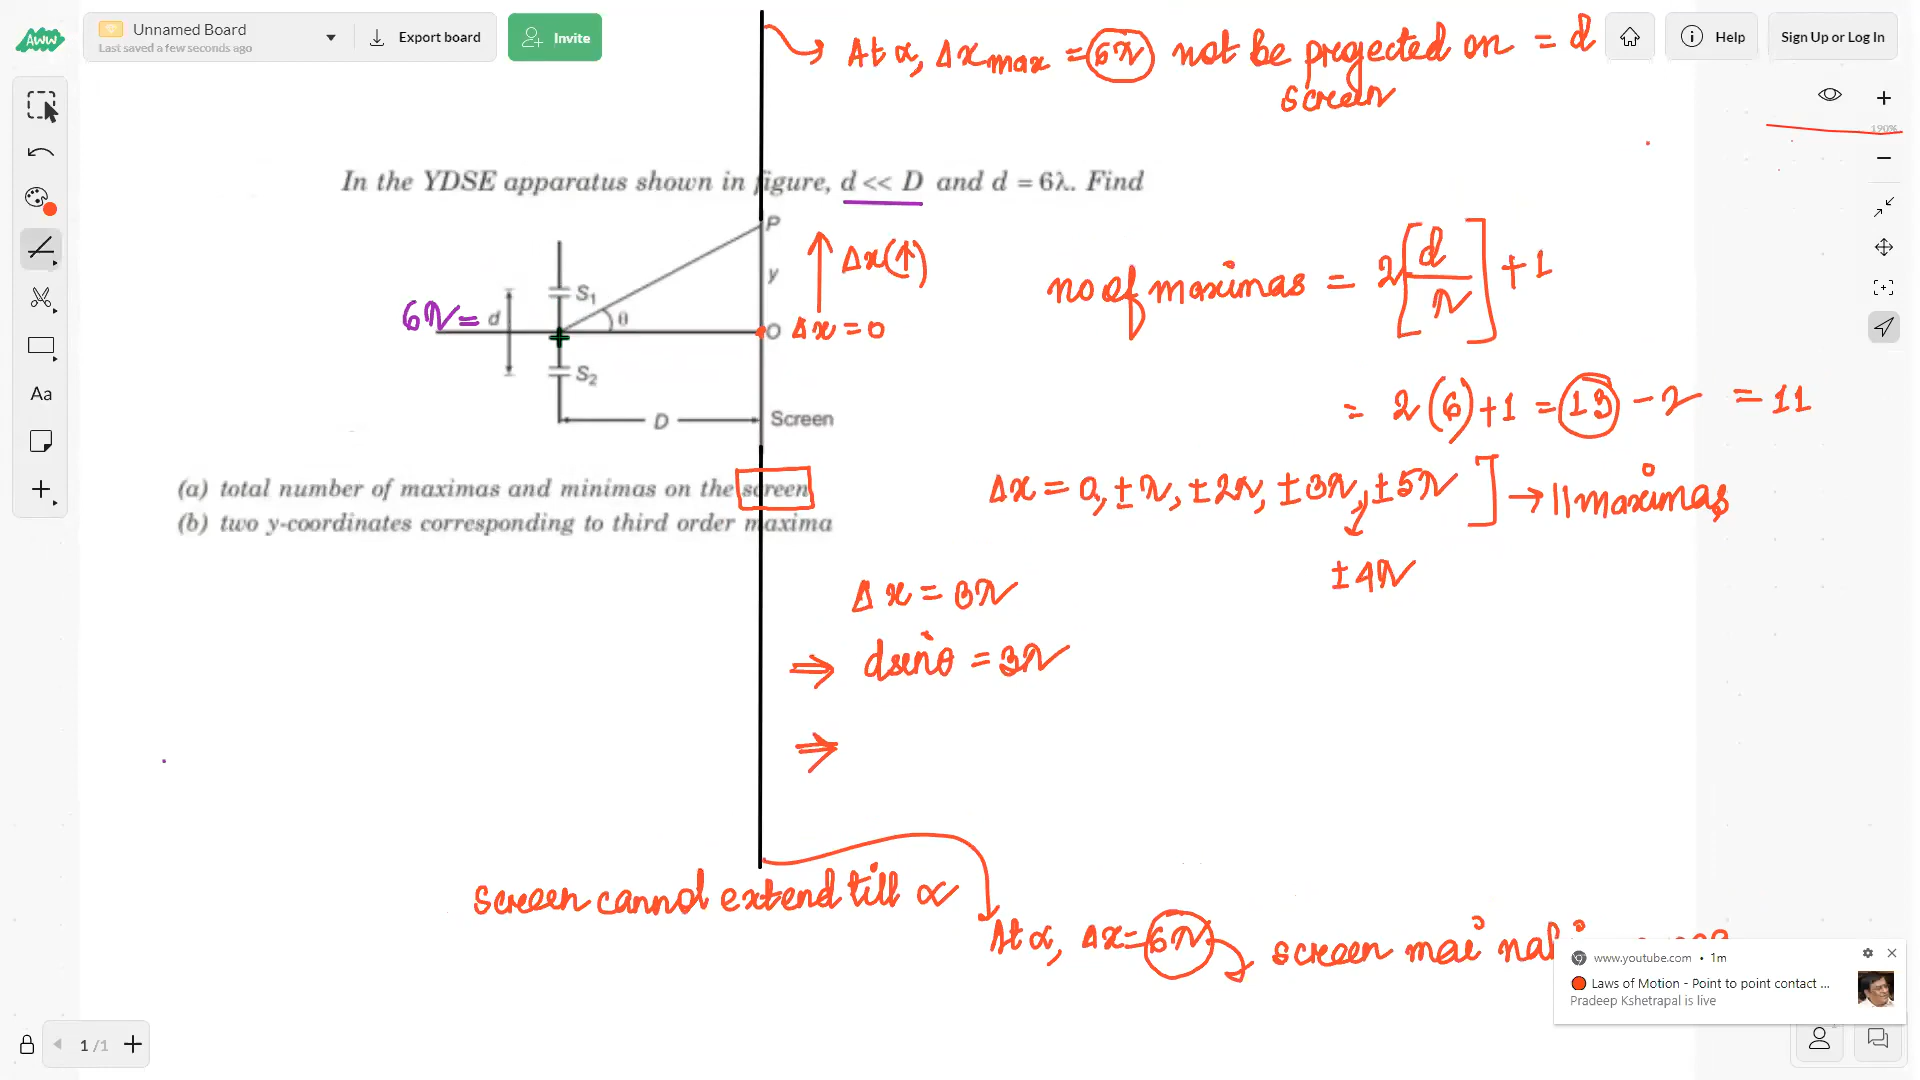 AWW
Unnamed Board
Last saved a few seconds ago
Export board
Invite
Help
Sign Up or Log In
At ∝, Δxmax = 6λ not be projected on = d
screen
190%
In the YDSE apparatus shown in figure, d << D and d = 6λ. Find
P
y
Δx(↑)
S1
θ
6λ = d
O
Δx = 0
S2
D
Screen
no of maximas = 2[d/λ] + 1
= 2(6)+1 = 13 - 2 = 11
(a) total number of maximas and minimas on the screen
(b) two y-coordinates corresponding to third order maxima
Δx = 0, ±λ, ±2λ, ±3λ, ±5λ] → 11 maximas
±4λ
Δx = 3λ
⇒ dsinθ = 3λ
⇒
Screen cannot extend till ∝
At ∝, Δx = 6λ
screen
Aa
www.youtube.com • 1m
Laws of Motion - Point to point contact ...
Pradeep Kshetrapal is live
1/1